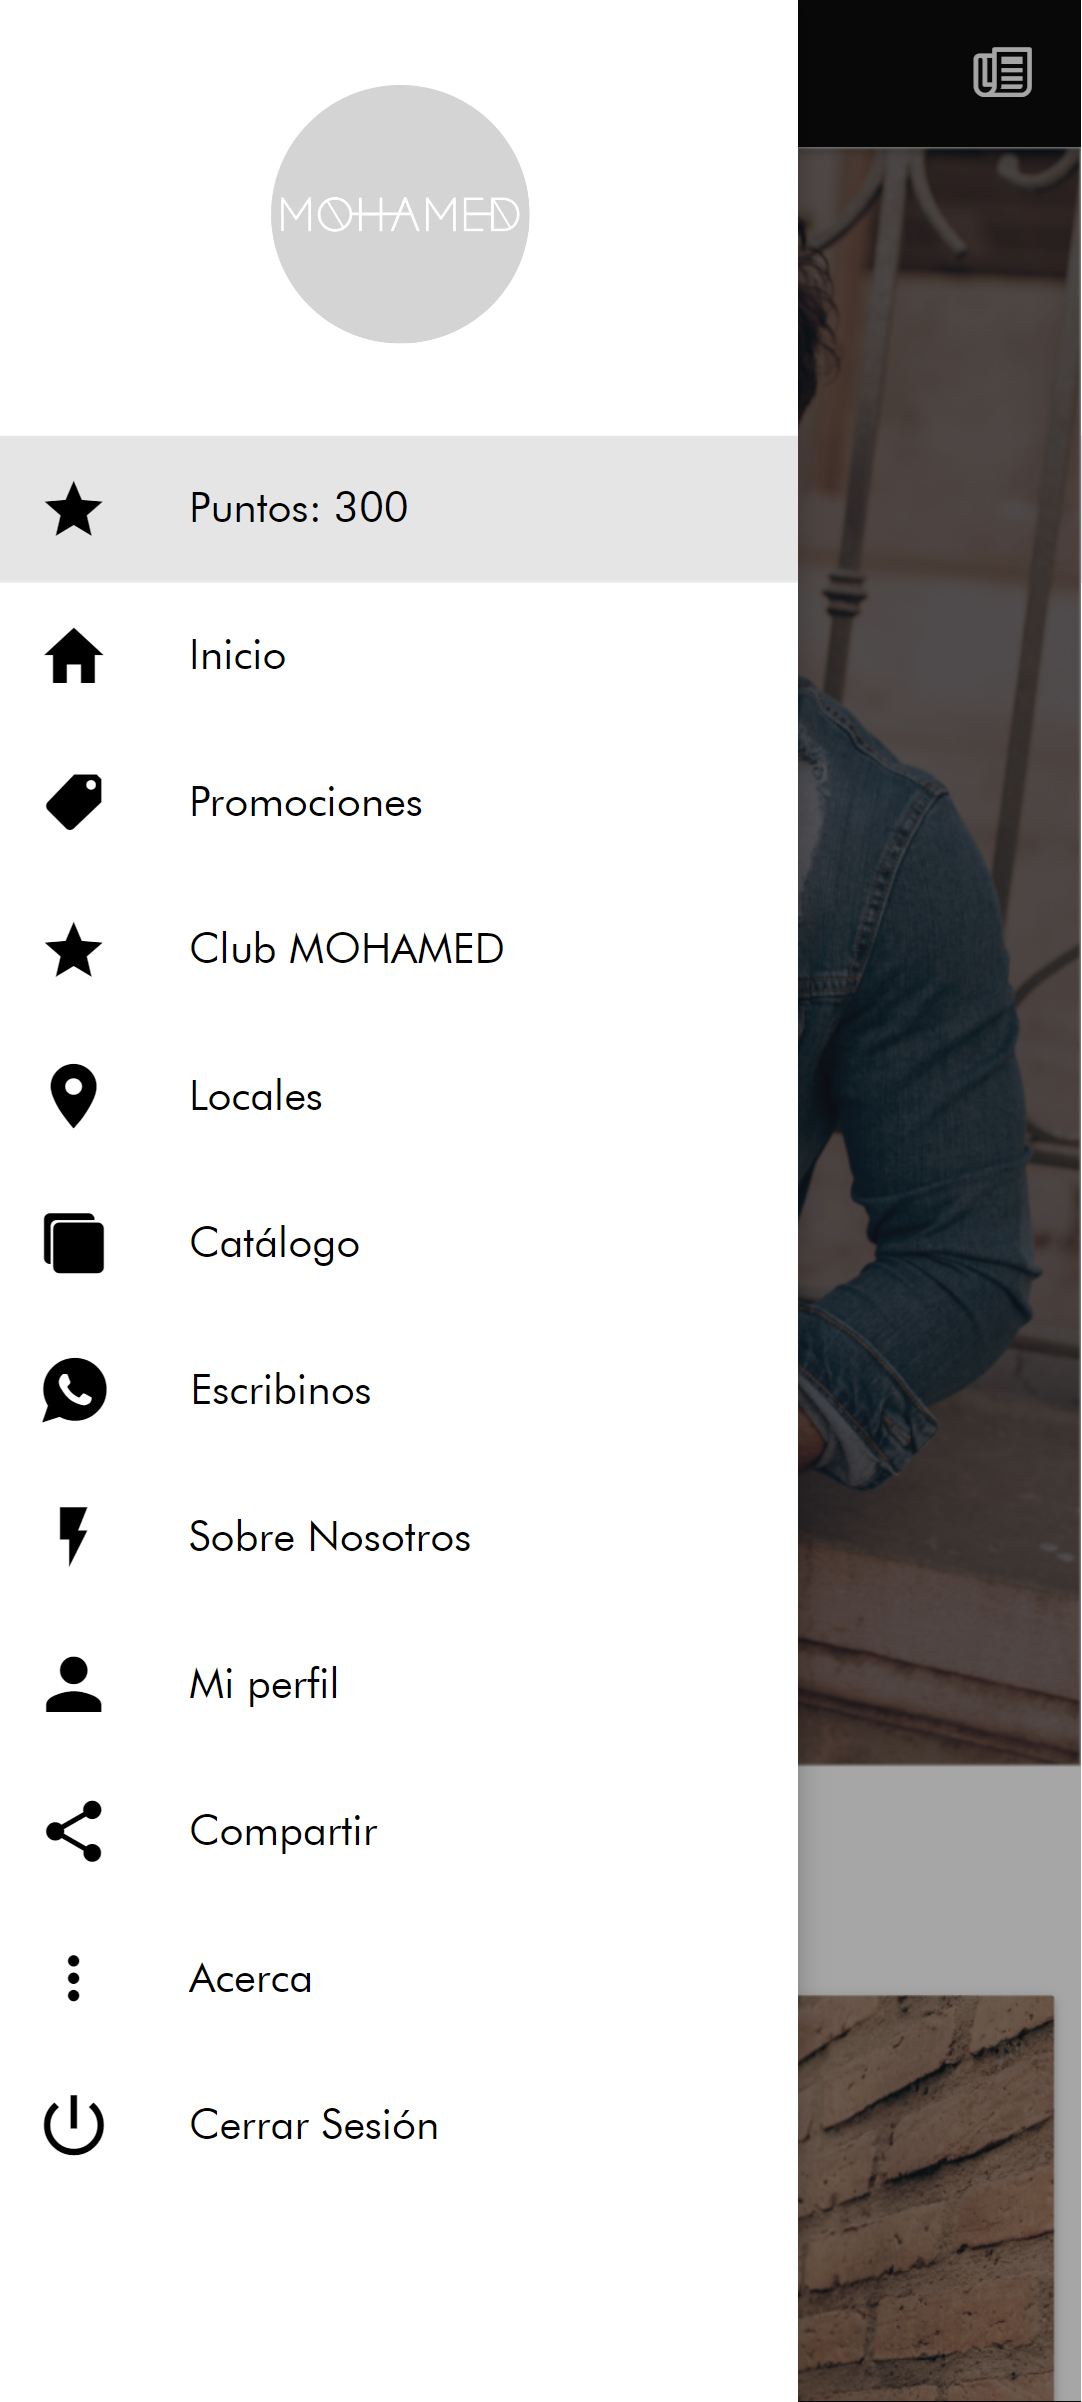 MOHAMED
Puntos: 300
Inicio
Promociones
Club MOHAMED
Locales
Catálogo
Escribinos
Sobre Nosotros
Mi perfil
Compartir
Acerca
Cerrar Sesión